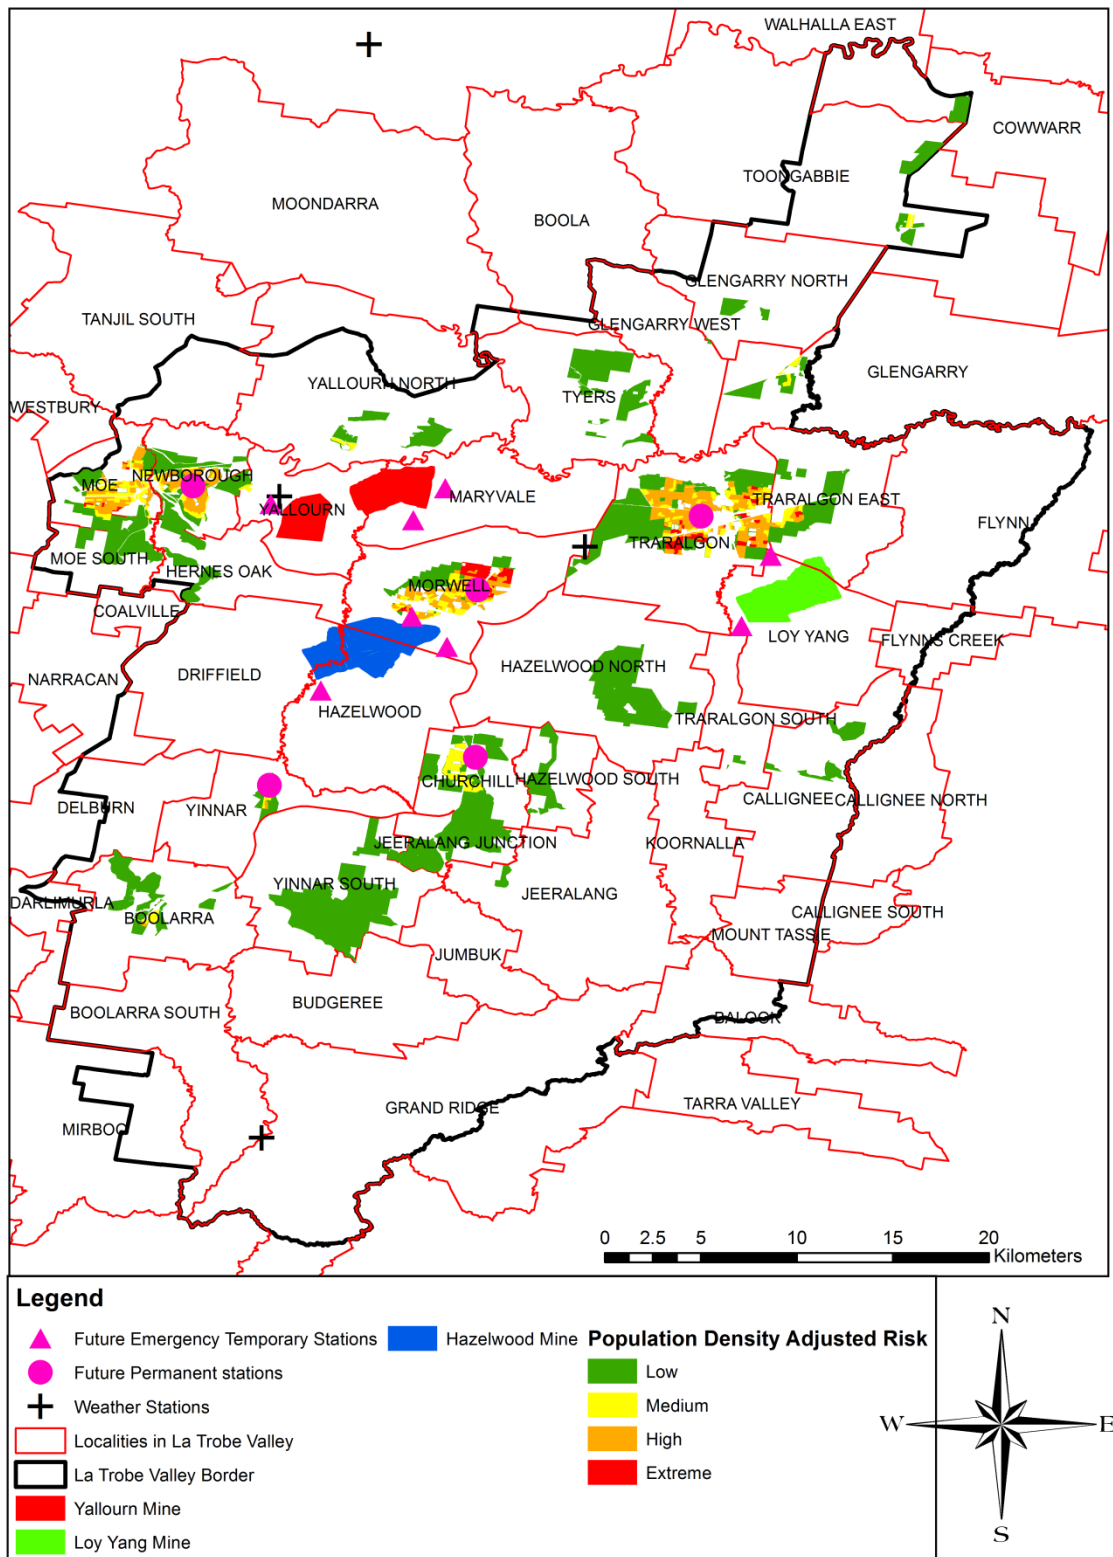 WALHALLA EAST
COWWARR
TOONGABBIE
MOONDARRA
BOOLA
GLENGARRY NORTH
TANJIL SOUTH
GLENGARRY WEST
GLENGARRY
YALLOURN NORTH
TYERS
WESTBURY
NEWBOROUGH
MOE
MARYVALE
TRARALGON EAST
YALLOURN
FLYNN
TRARALGON
MOE SOUTH
HERNES OAK
MORWELL
COALVILLE
LOY YANG
FLYNNS CREEK
HAZELWOOD NORTH
DRIFFIELD
NARRACAN
HAZELWOOD
TRARALGON SOUTH
CHURCHILL
HAZELWOOD SOUTH
CALLIGNEE
CALLIGNEE NORTH
DELBURN
YINNAR
JEERALANG JUNCTION
KOORNALLA
YINNAR SOUTH
JEERALANG
DARLIMURLA
BOOLARRA
CALLIGNEE SOUTH
MOUNT TASSIE
JUMBUK
BUDGEREE
BOOLARRA SOUTH
BALOOK
GRAND RIDGE
TARRA VALLEY
MIRBOO
0 2.5 5 10 15 20
Kilometers
Legend
Future Emergency Temporary Stations
Future Permanent stations
Weather Stations
Localities in La Trobe Valley
La Trobe Valley Border
Yallourn Mine
Loy Yang Mine
Hazelwood Mine
Population Density Adjusted Risk
Low
Medium
High
Extreme
N
W
E
S